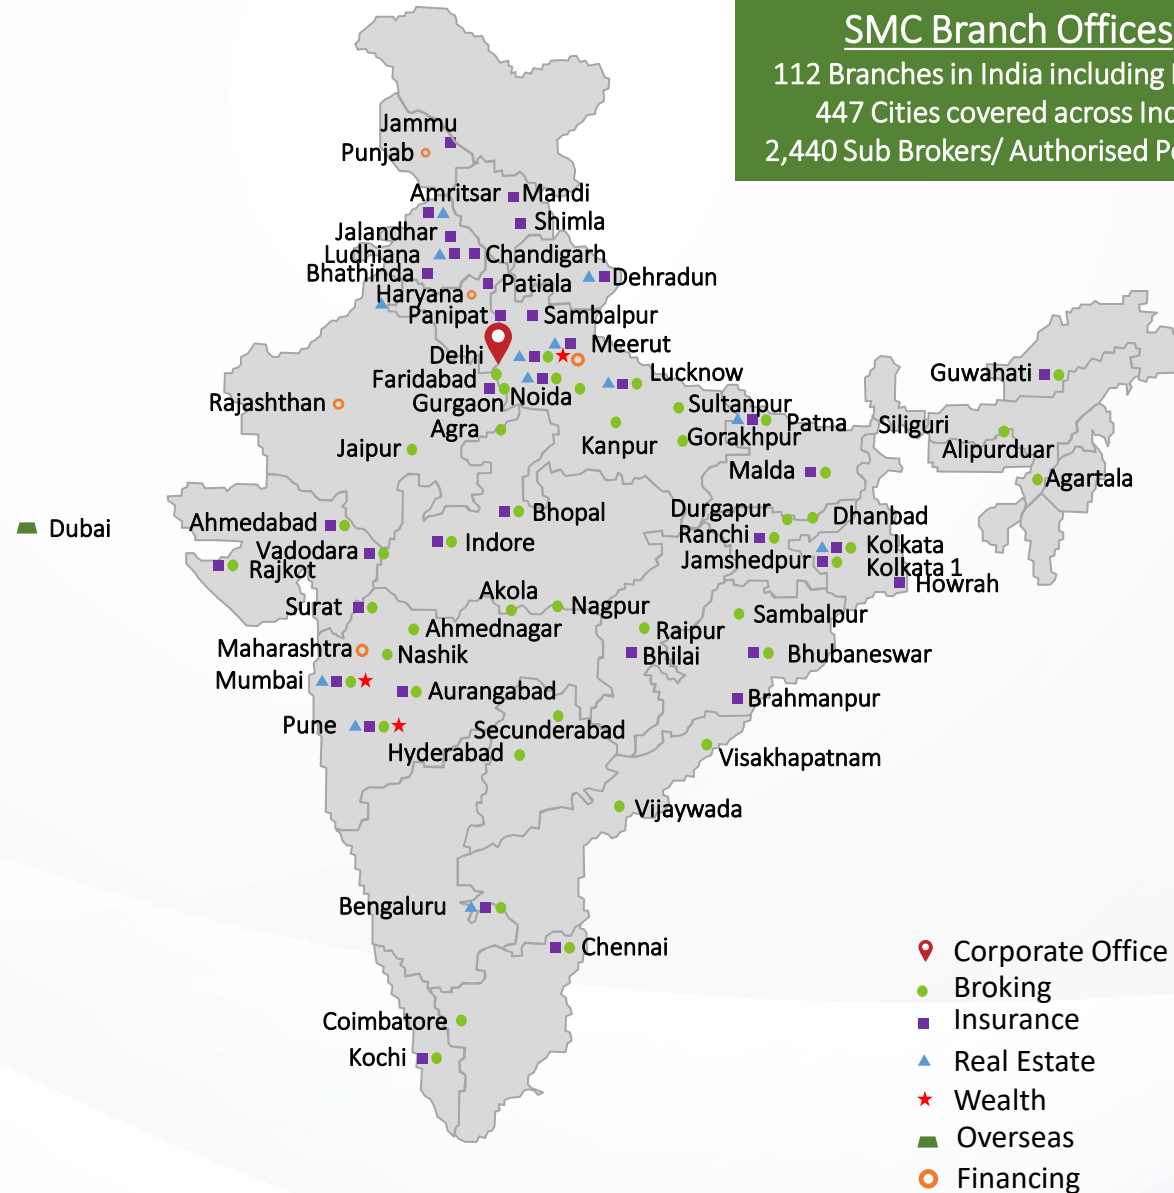 SMC Branch Offices
112 Branches in India including
447 Cities covered across
2,440 Sub Brokers/ Authorised
Jammu
Punjab
Amritsar
Mandi
Shimla
Jalandhar
Ludhiana
Chandigarh
Bhathinda
Patiala
Dehradun
Haryana
Panipat
Sambalpur
Meerut
Delhi
Faridabad
Lucknow
Guwahati
Gurgaon
Noida
Rajashthan
Sultanpur
Agra
Patna
Siliguri
Kanpur
Gorakhpur
Jaipur
Alipurduar
Malda
Agartala
Durgapur
Dhanbad
Bhopal
Ahmedabad
Dubai
Ranchi
Indore
Kolkata
Vadodara
Jamshedpur
Kolkata 1
Rajkot
Howrah
Akola
Nagpur
Surat
Sambalpur
Ahmednagar
Raipur
Maharashtra
Nashik
Bhilai
Bhubaneswar
Mumbai
Aurangabad
Brahmanpur
Pune
Secunderabad
Hyderabad
Visakhapatnam
Vijaywada
Bengaluru
Chennai
Coimbatore
Kochi
Corporate Office
Broking
Insurance
Real Estate
Wealth
Overseas
Financing